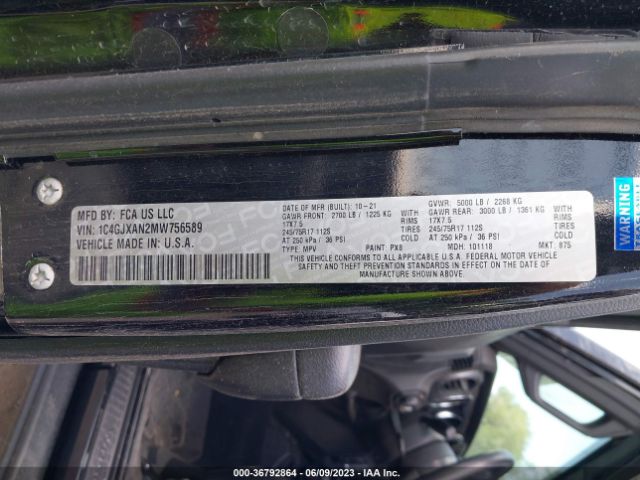 MFD BY: FCA US LLC
VIN: 1C4GJXAN2MW756589
VEHICLE MADE IN U.S.A.
DATE OF MFR (BUILT): 10-21
GAWR FRONT: 2700 LB / 1225 KG WITH
17X7.5 RIMS
245/75R17 112S TIRES
AT 250 kPa / 36 PSI COLD
GVWR: 5000 LB / 2268 KG
GAWR REAR: 3000 LB / 1361 KG WITH
17X7.5 RIMS
245/75R17 112S TIRES
AT 250 kPa / 36 PSI COLD
TYPE: MPV PAINT: PX8 MDH: 101118 MKT: 875
THIS VEHICLE CONFORMS TO ALL APPLICABLE U.S.A. FEDERAL MOTOR VEHICLE
SAFETY AND THEFT PREVENTION STANDARDS IN EFFECT ON THE DATE OF
MANUFACTURE SHOWN ABOVE.
WARNING
00:00 - 36792864 - 06/09/2023 - IAA Inc.